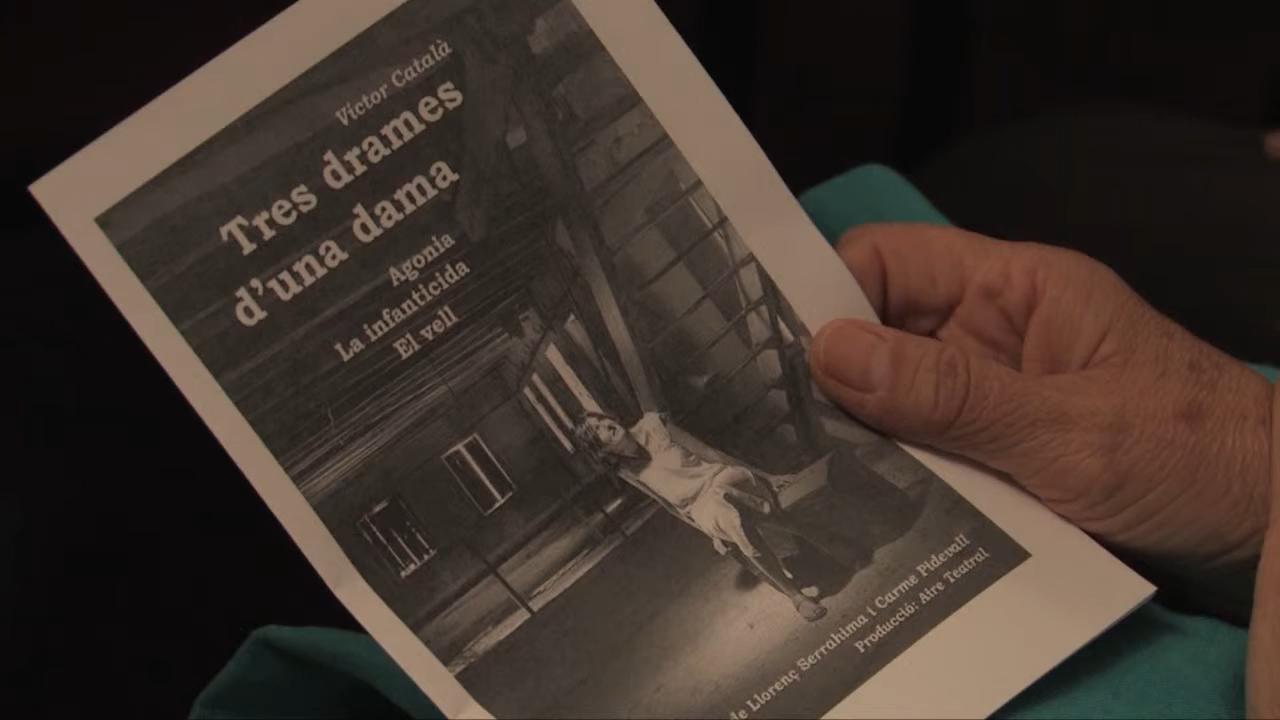 Víctor Català
Tres drames
d'una dama
Agonia
La infanticida
El vell
de Llorenç Serrahima i Carme Pidevall
Producció: Aire Teatral